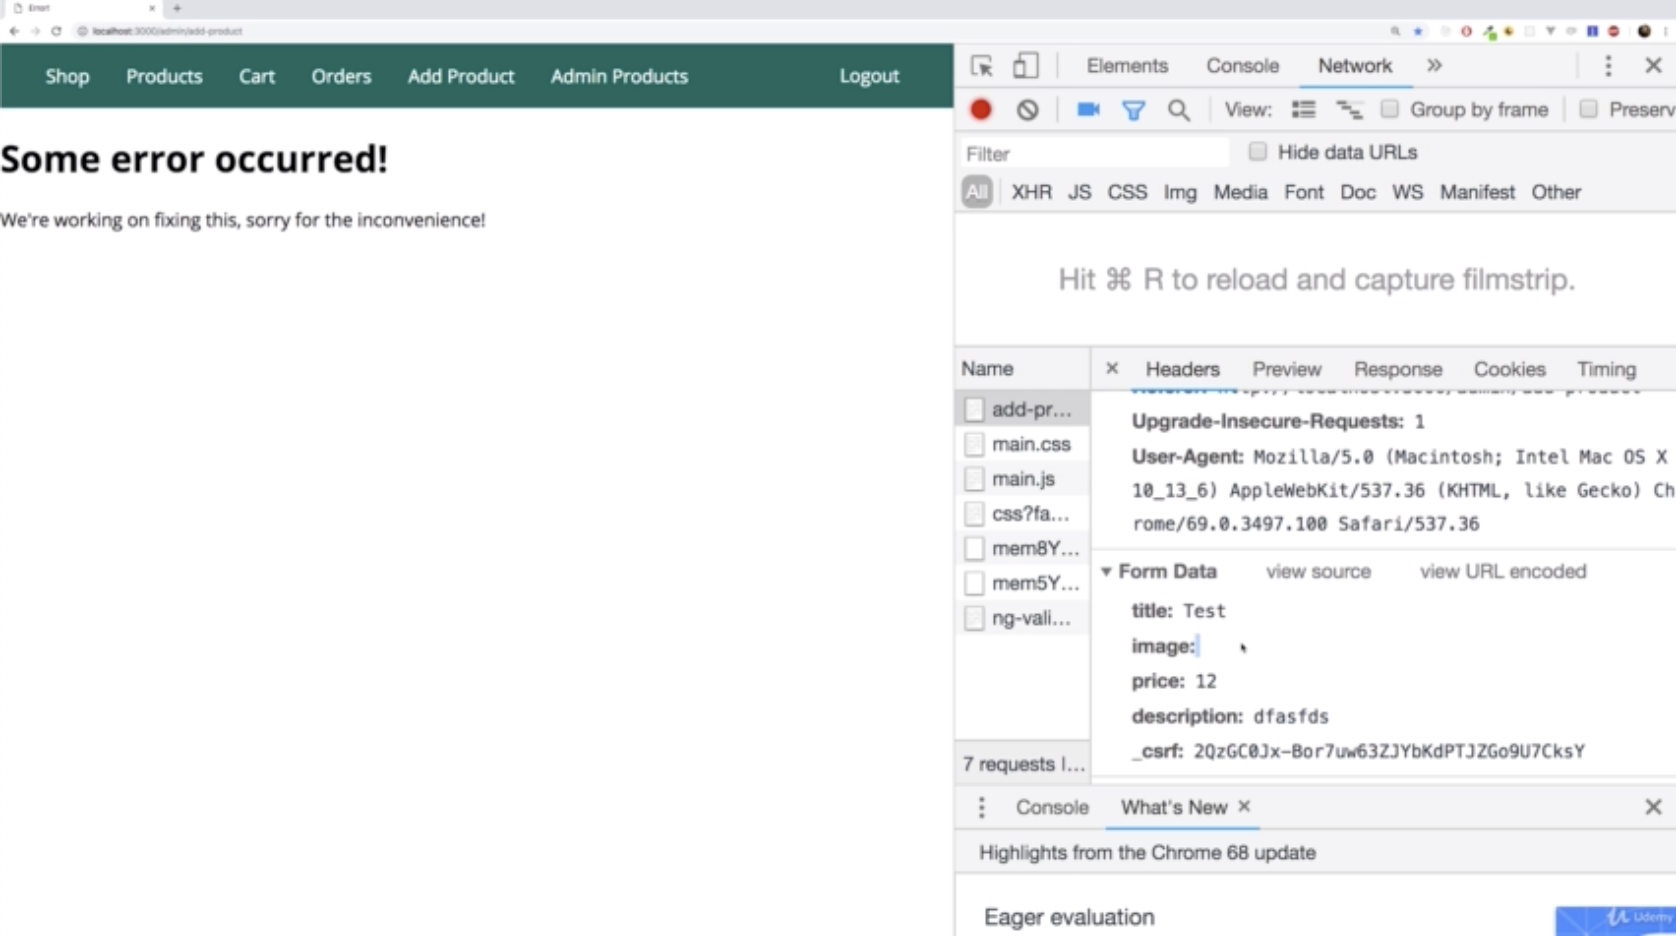 Error!
localhost:3000/admin/add-product
Shop Products Cart Orders Add Product Admin Products Logout
Some error occurred!
We're working on fixing this, sorry for the inconvenience!
Elements Console Network
View: Group by frame Preserv
Filter Hide data URLs
All XHR JS CSS Img Media Font Doc WS Manifest Other
Hit ⌘ R to reload and capture filmstrip.
Name
add-pr...
main.css
main.js
css?fa...
mem8Y...
mem5Y...
ng-vali...
7 requests I...
Headers Preview Response Cookies Timing
Upgrade-Insecure-Requests: 1
User-Agent: Mozilla/5.0 (Macintosh; Intel Mac OS X
10_13_6) AppleWebKit/537.36 (KHTML, like Gecko) Ch
rome/69.0.3497.100 Safari/537.36
Form Data view source view URL encoded
title: Test
image:
price: 12
description: dfasfds
_csrf: 2QzGC0Jx-Bor7uw63ZJYbKdPTJZGo9U7CksY
Console What's New
Highlights from the Chrome 68 update
Eager evaluation
Udemy